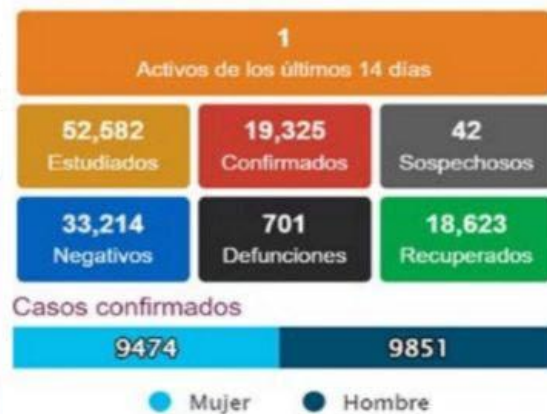 1
Activos de los últimos 14 días
52,582 19,325 42
Estudiados Confirmados Sospechosos
33,214 701 18,623
Negativos Defunciones Recuperados
Casos confirmados
9474 9851
Mujer Hombre